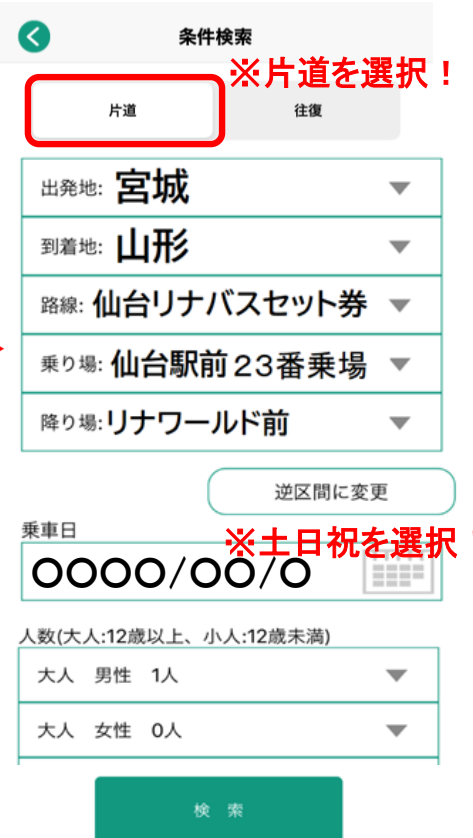 条件検索
※片道を選択！
片道
往復
出発地: 宮城
到着地: 山形
路線: 仙台リナバスセット券
乗り場: 仙台駅前23番乗場
降り場: リナワールド前
逆区間に変更
乗車日
※土日祝を選択
〇〇〇〇/〇〇/〇
人数(大人:12歳以上、小人:12歳未満)
大人 男性 1人
大人 女性 0人
検 索